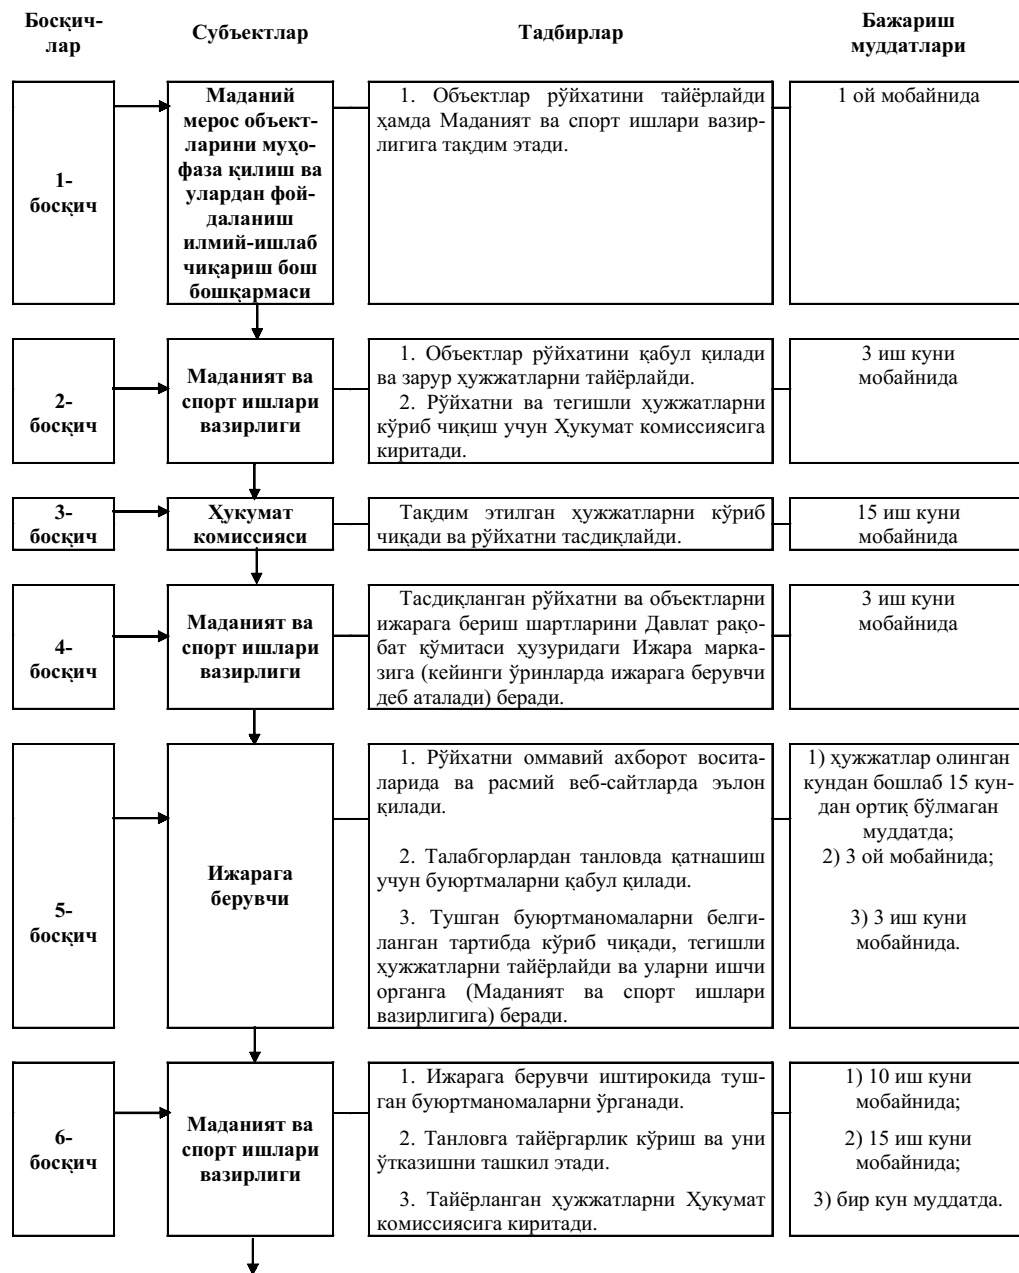 Босқич-
лар
Субъектлар
Тадбирлар
Бажариш
муддатлари
1-
босқич
Маданий
мерос объект-
ларини муҳо-
фаза қилиш ва
улардан фой-
даланиш
илмий-ишлаб
чиқариш бош
бошқармаси
1. Объектлар рўйхатини тайёрлайди
ҳамда Маданият ва спорт ишлари вазир-
лигига тақдим этади.
1 ой мобайнида
2-
босқич
Маданият ва
спорт ишлари
вазирлиги
1. Объектлар рўйхатини қабул қилади
ва зарур ҳужжатларни тайёрлайди.
2. Рўйхатни ва тегишли ҳужжатларни
кўриб чиқиш учун Ҳукумат комиссиясига
киритади.
3 иш куни
мобайнида
3-
босқич
Ҳукумат
комиссияси
Тақдим этилган ҳужжатларни кўриб
чиқади ва рўйхатни тасдиқлайди.
15 иш куни
мобайнида
4-
босқич
Маданият ва
спорт ишлари
вазирлиги
Тасдиқланган рўйхатни ва объектларни
ижарага бериш шартларини Давлат рақо-
бат қўмитаси ҳузуридаги Ижара марка-
зига (кейинги ўринларда ижарага берувчи
деб аталади) беради.
3 иш куни
мобайнида
5-
босқич
Ижарага
берувчи
1. Рўйхатни оммавий ахборот восита-
ларида ва расмий веб-сайтларда эълон
қилади.
2. Талабгорлардан танловда қатнашиш
учун буюртмаларни қабул қилади.
3. Тушган буюртманомаларни белги-
ланган тартибда кўриб чиқади, тегишли
ҳужжатларни тайёрлайди ва уларни ишчи
органга (Маданият ва спорт ишлари
вазирлигига) беради.
1) ҳужжатлар олинган
кундан бошлаб 15 кун-
дан ортиқ бўлмаган
муддатда;
2) 3 ой мобайнида;
3) 3 иш куни
мобайнида.
6-
босқич
Маданият ва
спорт ишлари
вазирлиги
1. Ижарага берувчи иштирокида туш-
ган буюртманомаларни ўрганади.
2. Танловга тайёргарлик кўриш ва уни
ўтказишни ташкил этади.
3. Тайёрланган ҳужжатларни Ҳукумат
комиссиясига киритади.
1) 10 иш куни
мобайнида;
2) 15 иш куни
мобайнида;
3) бир кун муддатда.